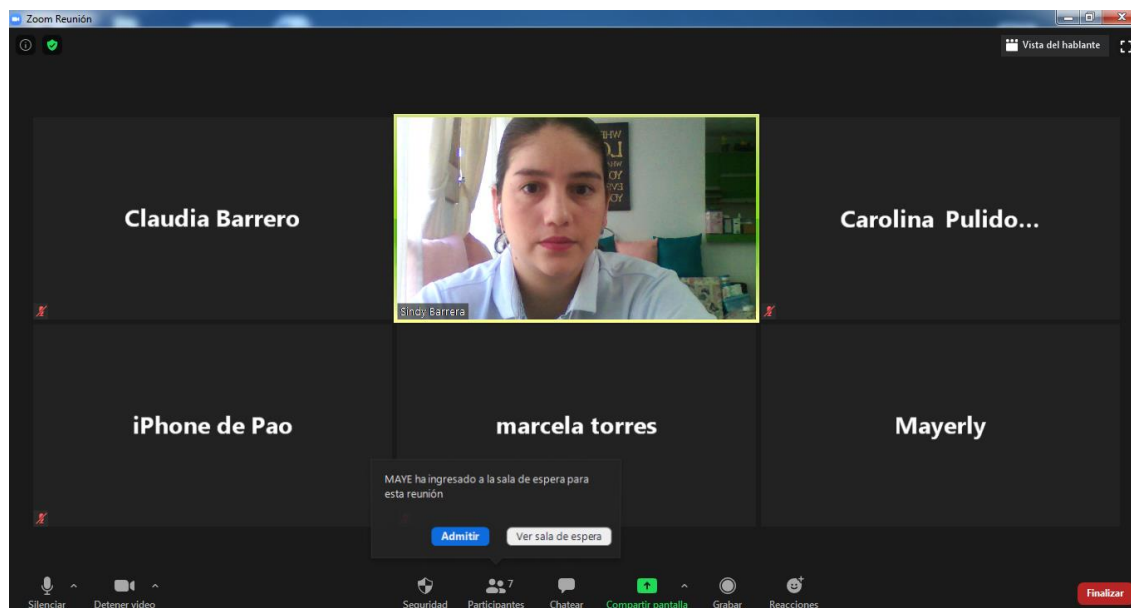 Zoom Reunión
Vista del hablante
Claudia Barrero
Sindy Barrera
Carolina Pulido...
iPhone de Pao
marcela torres
Mayerly
MAYE ha ingresado a la sala de espera para
esta reunión
Admitir
Ver sala de espera
Silenciar
Detener video
Seguridad
7
Participantes
Chatear
Compartir pantalla
Grabar
Reacciones
Finalizar